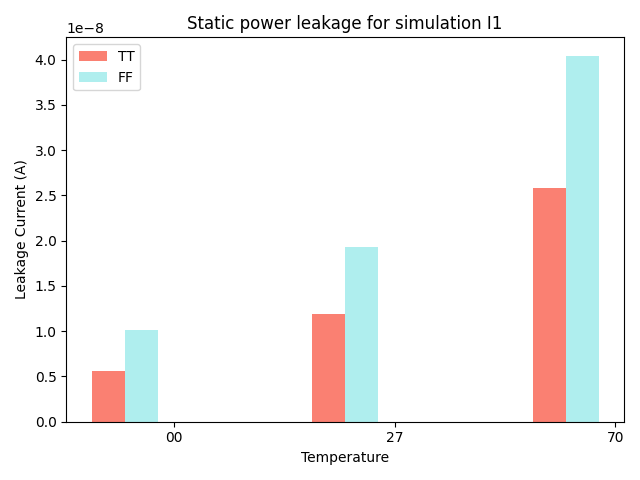 Static power leakage for simulation I1
1e−8
TT
FF
4.0
3.5
3.0
2.5
2.0
1.5
1.0
0.5
0.0
Leakage Current (A)
00 27 70
Temperature